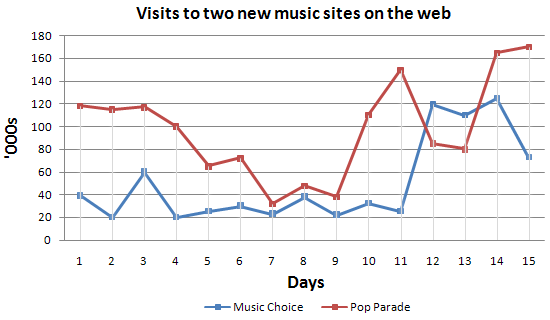 Visits to two new music sites on the web
180
160
140
120
100
80
60
40
20
0
'000s
1 2 3 4 5 6 7 8 9 10 11 12 13 14 15
Days
Music Choice Pop Parade